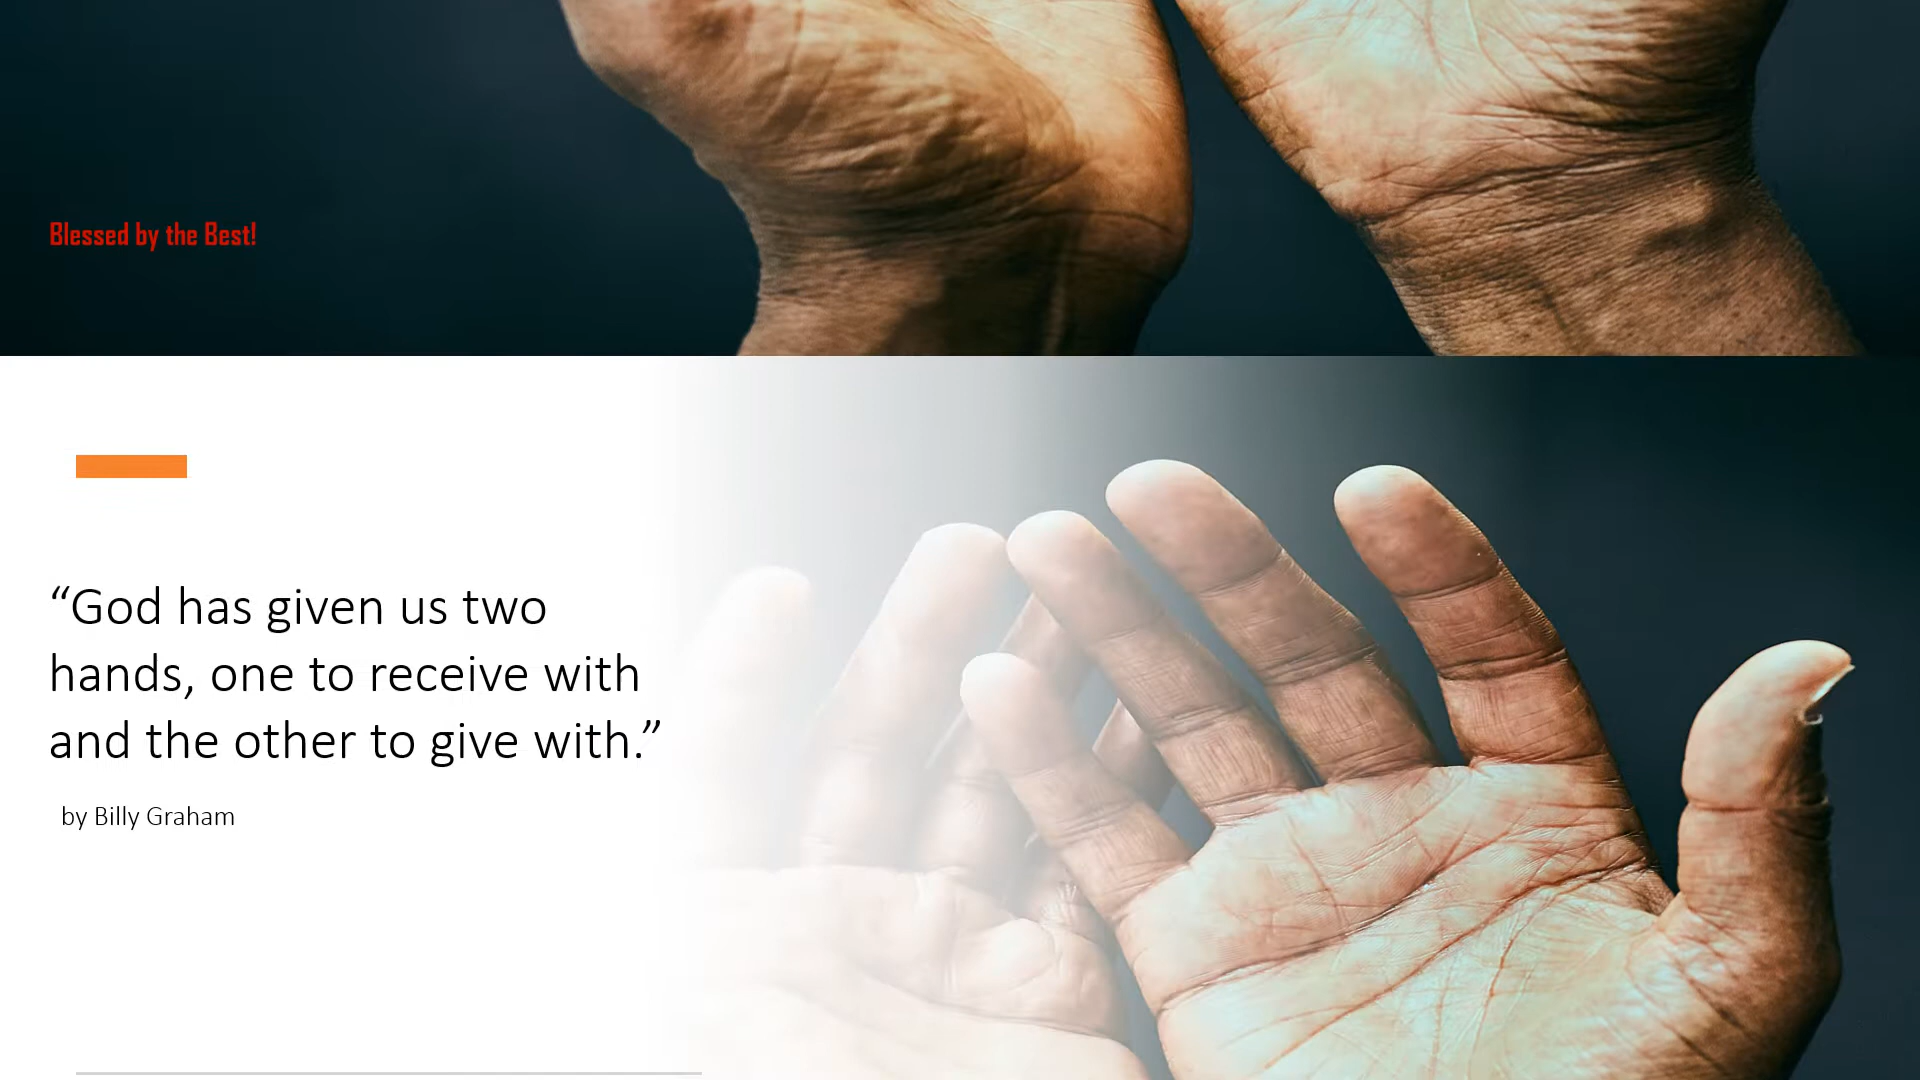 Blessed by the Best!
“God has given us two
hands, one to receive with
and the other to give with.”
by Billy Graham